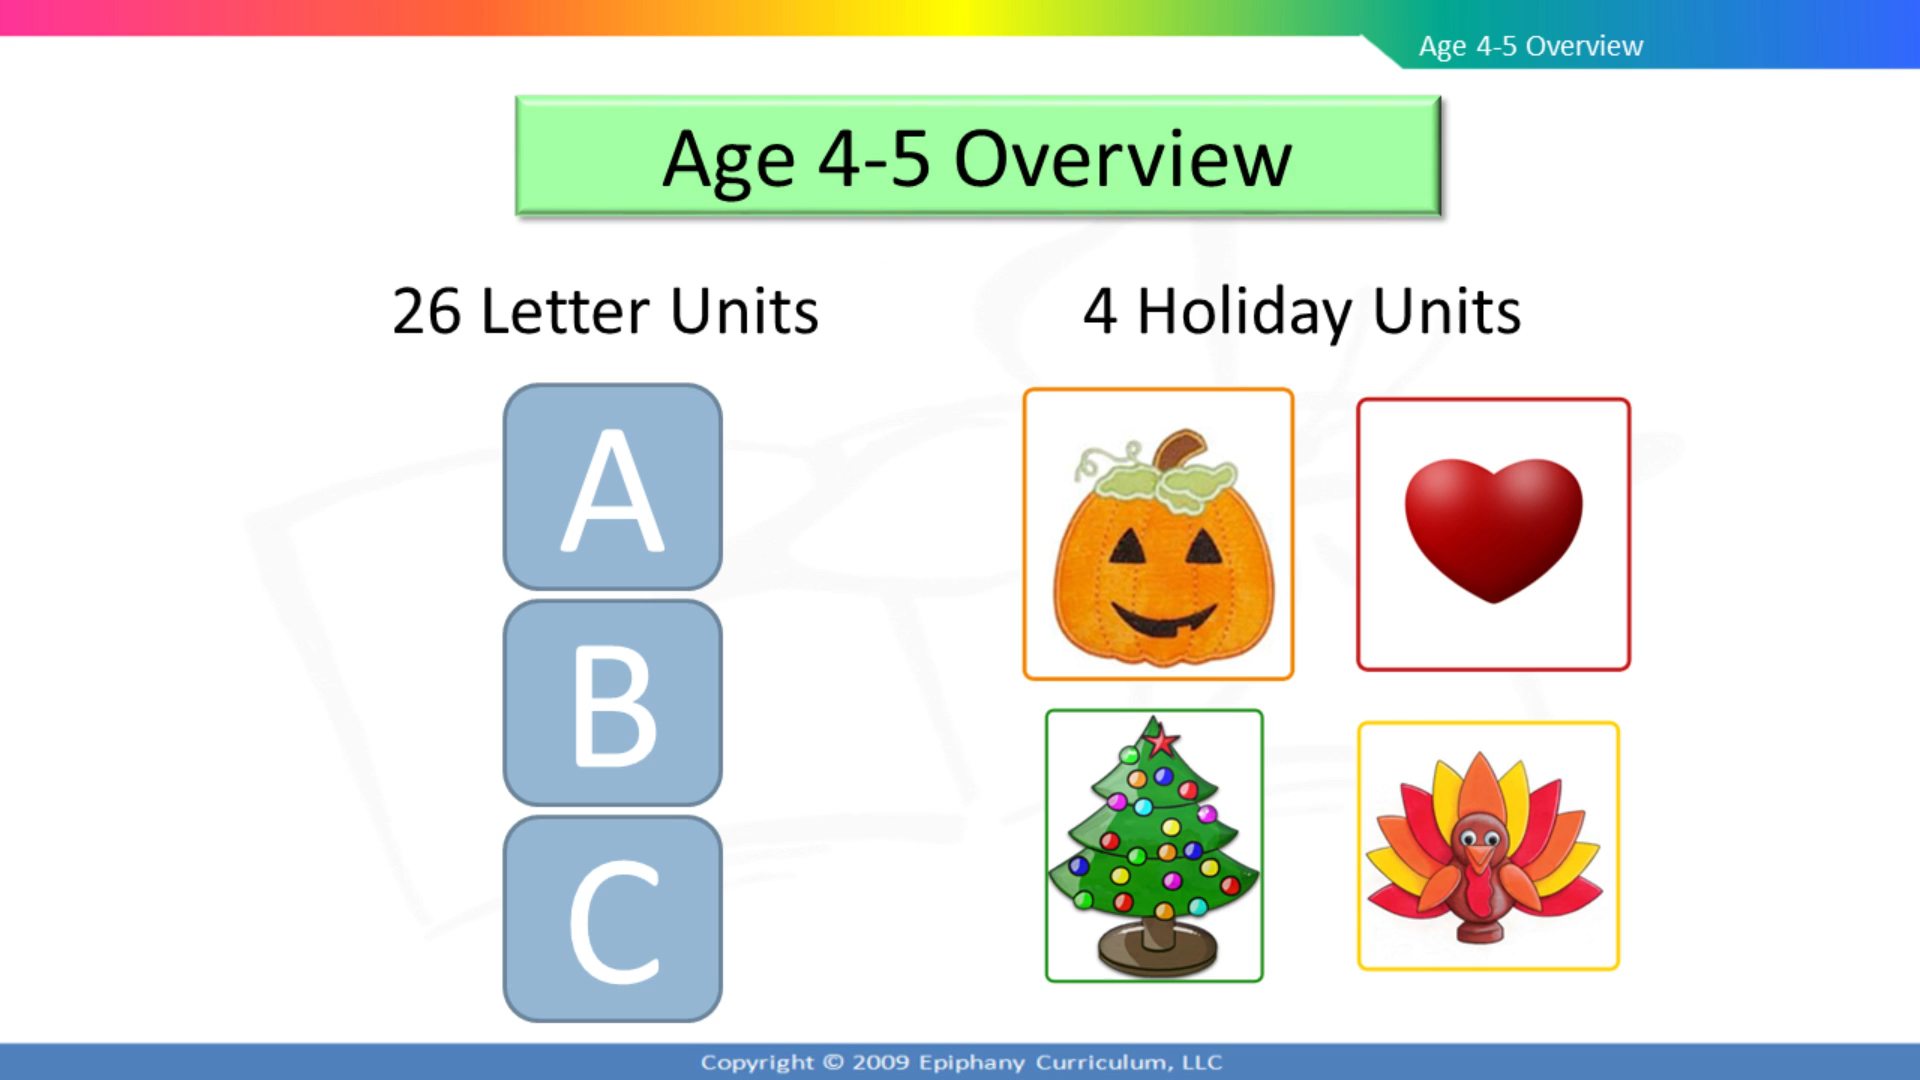 Age 4-5 Overview
Age 4-5 Overview
26 Letter Units
4 Holiday Units
A
B
C
Copyright © 2009 Epiphany Curriculum, LLC